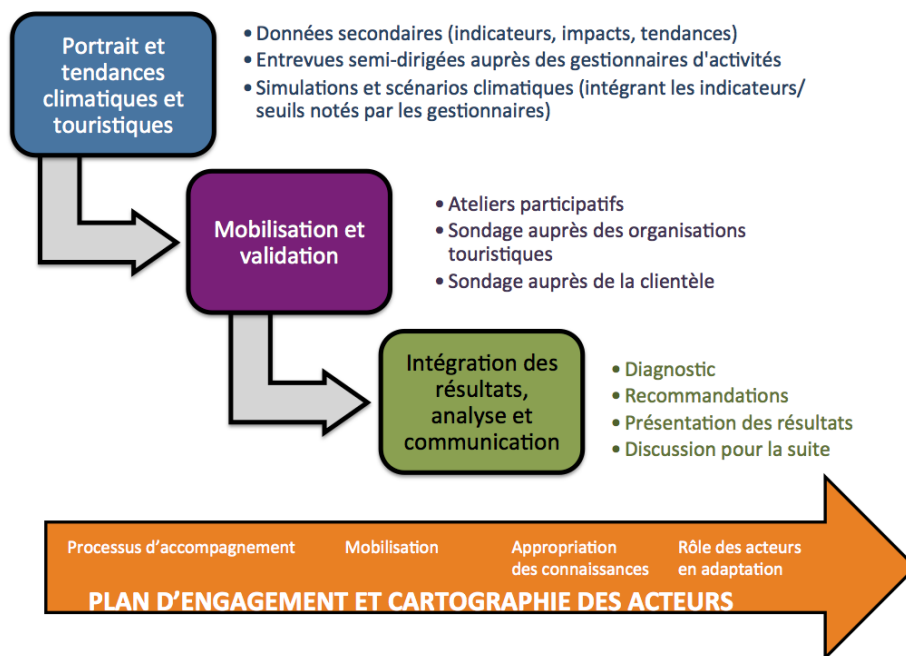 Portrait et
tendances
climatiques et
touristiques
• Données secondaires (indicateurs, impacts, tendances)
• Entrevues semi-dirigées auprès des gestionnaires d'activités
• Simulations et scénarios climatiques (intégrant les indicateurs/
seuils notés par les gestionnaires)
Mobilisation et
validation
• Ateliers participatifs
• Sondage auprès des organisations
touristiques
• Sondage auprès de la clientèle
Intégration des
résultats,
analyse et
communication
• Diagnostic
• Recommandations
• Présentation des résultats
• Discussion pour la suite
Processus d'accompagnement
Mobilisation
Appropriation
des connaissances
Rôle des acteurs
en adaptation
PLAN D'ENGAGEMENT ET CARTOGRAPHIE DES ACTEURS